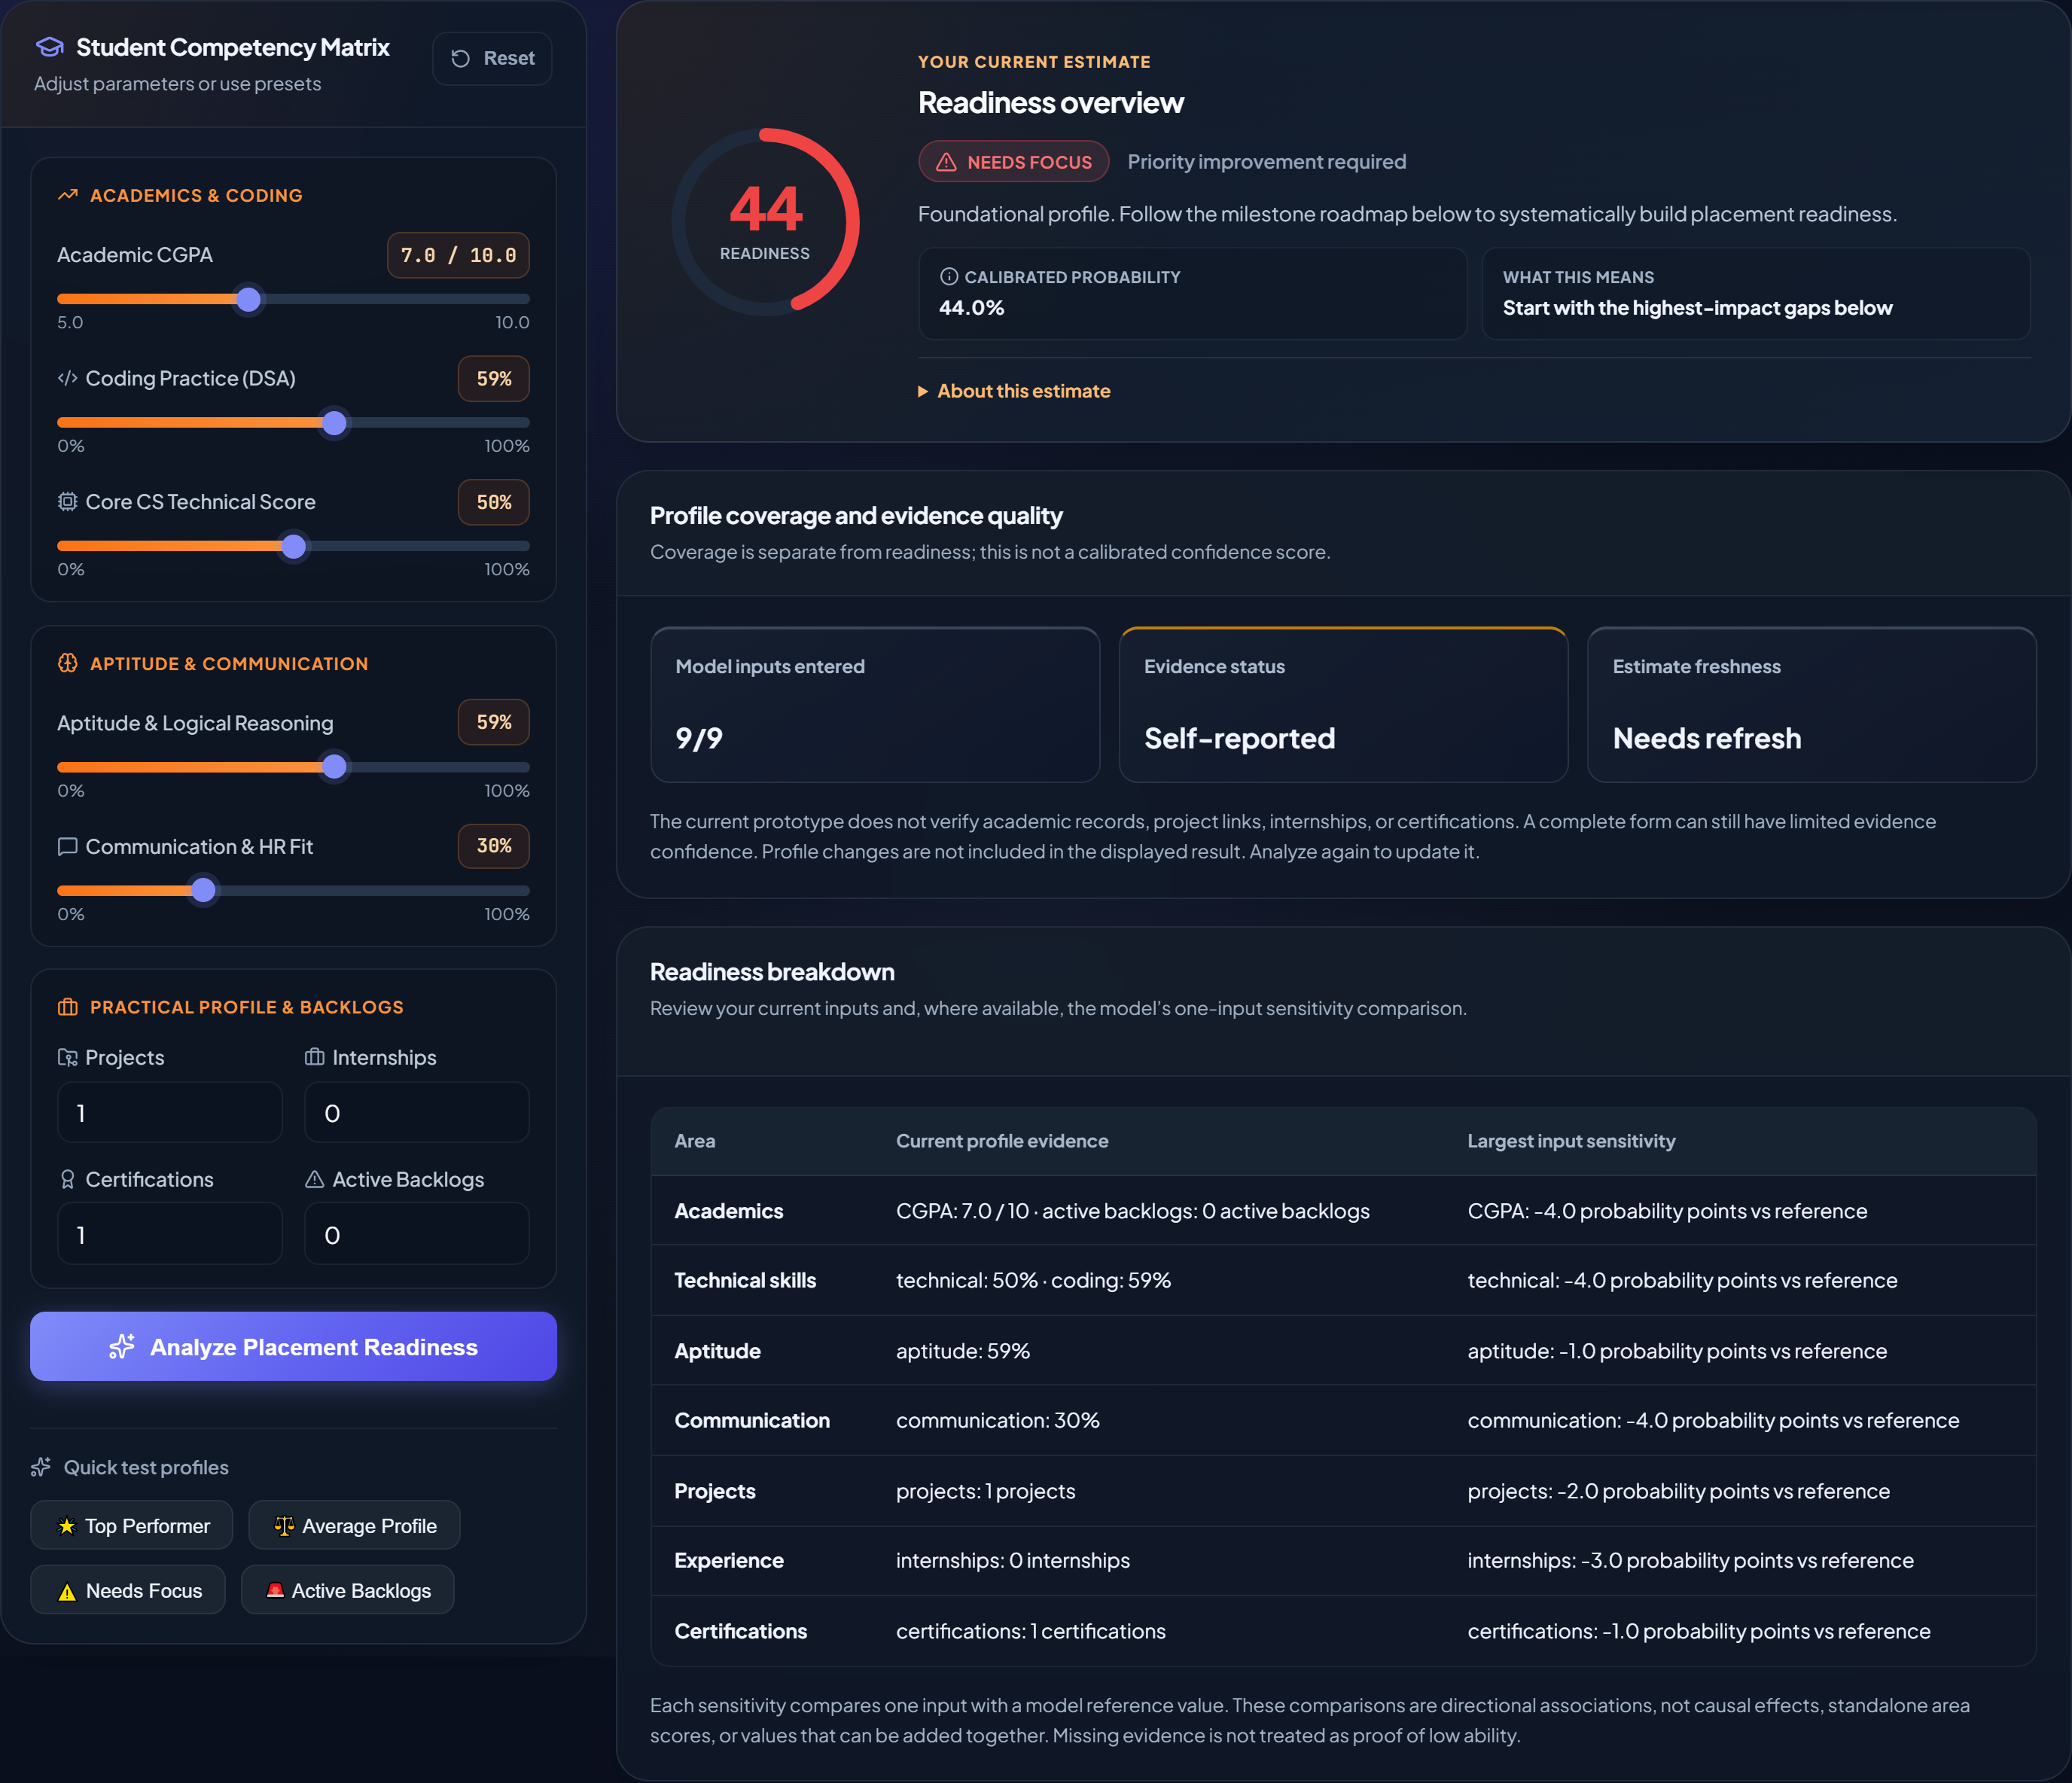 Student Competency Matrix
Reset
Adjust parameters or use presets
ACADEMICS & CODING
Academic CGPA
7.0 / 10.0
5.0
10.0
Coding Practice (DSA)
59%
0%
100%
Core CS Technical Score
50%
0%
100%
APTITUDE & COMMUNICATION
Aptitude & Logical Reasoning
59%
0%
100%
Communication & HR Fit
30%
0%
100%
PRACTICAL PROFILE & BACKLOGS
Projects
Internships
1
0
Certifications
Active Backlogs
1
0
Analyze Placement Readiness
Quick test profiles
Top Performer
Average Profile
Needs Focus
Active Backlogs
44
READINESS
YOUR CURRENT ESTIMATE
Readiness overview
NEEDS FOCUS
Priority improvement required
Foundational profile. Follow the milestone roadmap below to systematically build placement readiness.
CALIBRATED PROBABILITY
44.0%
WHAT THIS MEANS
Start with the highest-impact gaps below
About this estimate
Profile coverage and evidence quality
Coverage is separate from readiness; this is not a calibrated confidence score.
Model inputs entered
9/9
Evidence status
Self-reported
Estimate freshness
Needs refresh
The current prototype does not verify academic records, project links, internships, or certifications. A complete form can still have limited evidence
confidence. Profile changes are not included in the displayed result. Analyze again to update it.
Readiness breakdown
Review your current inputs and, where available, the model's one-input sensitivity comparison.
Area
Current profile evidence
Largest input sensitivity
Academics
CGPA: 7.0 / 10 · active backlogs: 0 active backlogs
CGPA: -4.0 probability points vs reference
Technical skills
technical: 50% · coding: 59%
technical: -4.0 probability points vs reference
Aptitude
aptitude: 59%
aptitude: -1.0 probability points vs reference
Communication
communication: 30%
communication: -4.0 probability points vs reference
Projects
projects: 1 projects
projects: -2.0 probability points vs reference
Experience
internships: 0 internships
internships: -3.0 probability points vs reference
Certifications
certifications: 1 certifications
certifications: -1.0 probability points vs reference
Each sensitivity compares one input with a model reference value. These comparisons are directional associations, not causal effects, standalone area
scores, or values that can be added together. Missing evidence is not treated as proof of low ability.